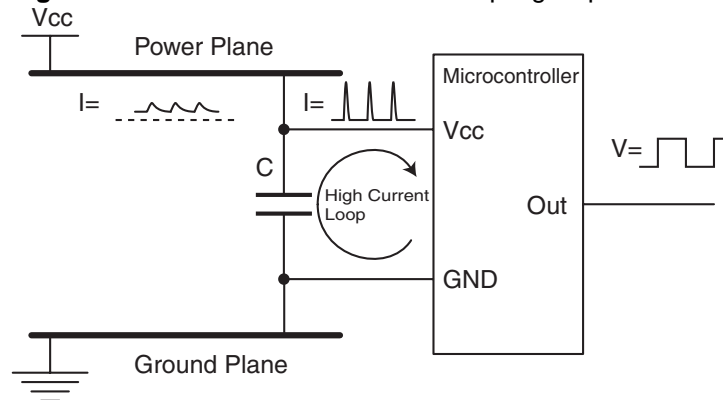 Vcc
Power Plane
I=
I=
Microcontroller
Vcc
V=
C
High Current
Loop
Out
GND
Ground Plane